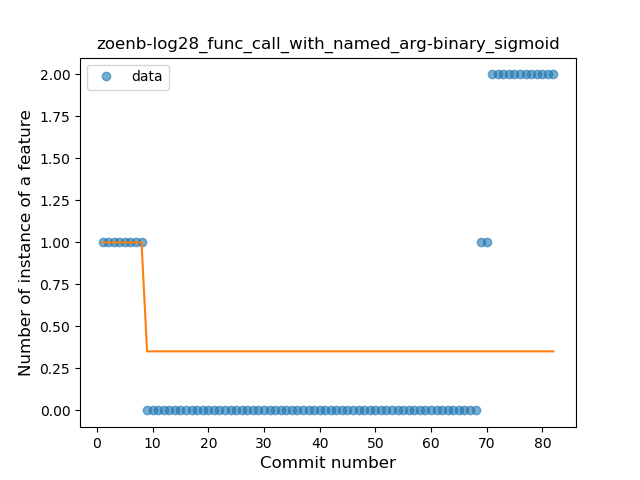 zoenb-log28_func_call_with_named_arg-binary_sigmoid
data
Number of instance of a feature
2.00
1.75
1.50
1.25
1.00
0.75
0.50
0.25
0.00
0 10 20 30 40 50 60 70 80
Commit number